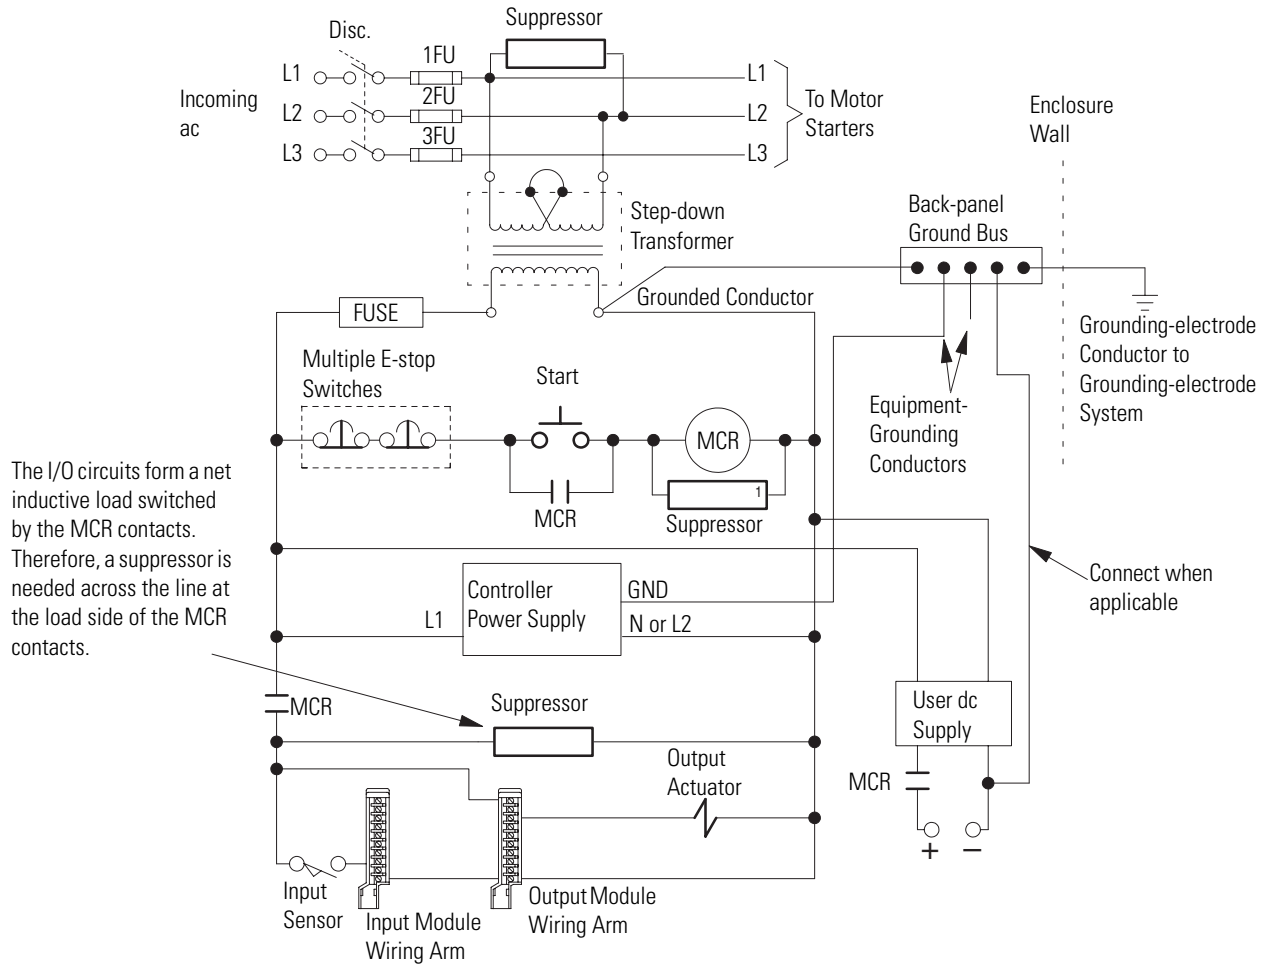 Suppressor
Disc.
1FU
L1
L1
Incoming
ac
2FU
L2
L2
To Motor
Starters
3FU
L3
L3
Enclosure
Wall
Step-down
Transformer
Back-panel
Ground Bus
Grounded Conductor
FUSE
Grounding-electrode
Conductor to
Grounding-electrode
System
Multiple E-stop
Switches
Start
Equipment-
Grounding
Conductors
MCR
The I/O circuits form a net
inductive load switched
by the MCR contacts.
Therefore, a suppressor is
needed across the line at
the load side of the MCR
contacts.
1
MCR
Suppressor
Controller
Power Supply
GND
L1
N or L2
Connect when
applicable
MCR
Suppressor
User dc
Supply
Output
Actuator
MCR
+ –
Input
Sensor
Input Module
Wiring Arm
Output Module
Wiring Arm